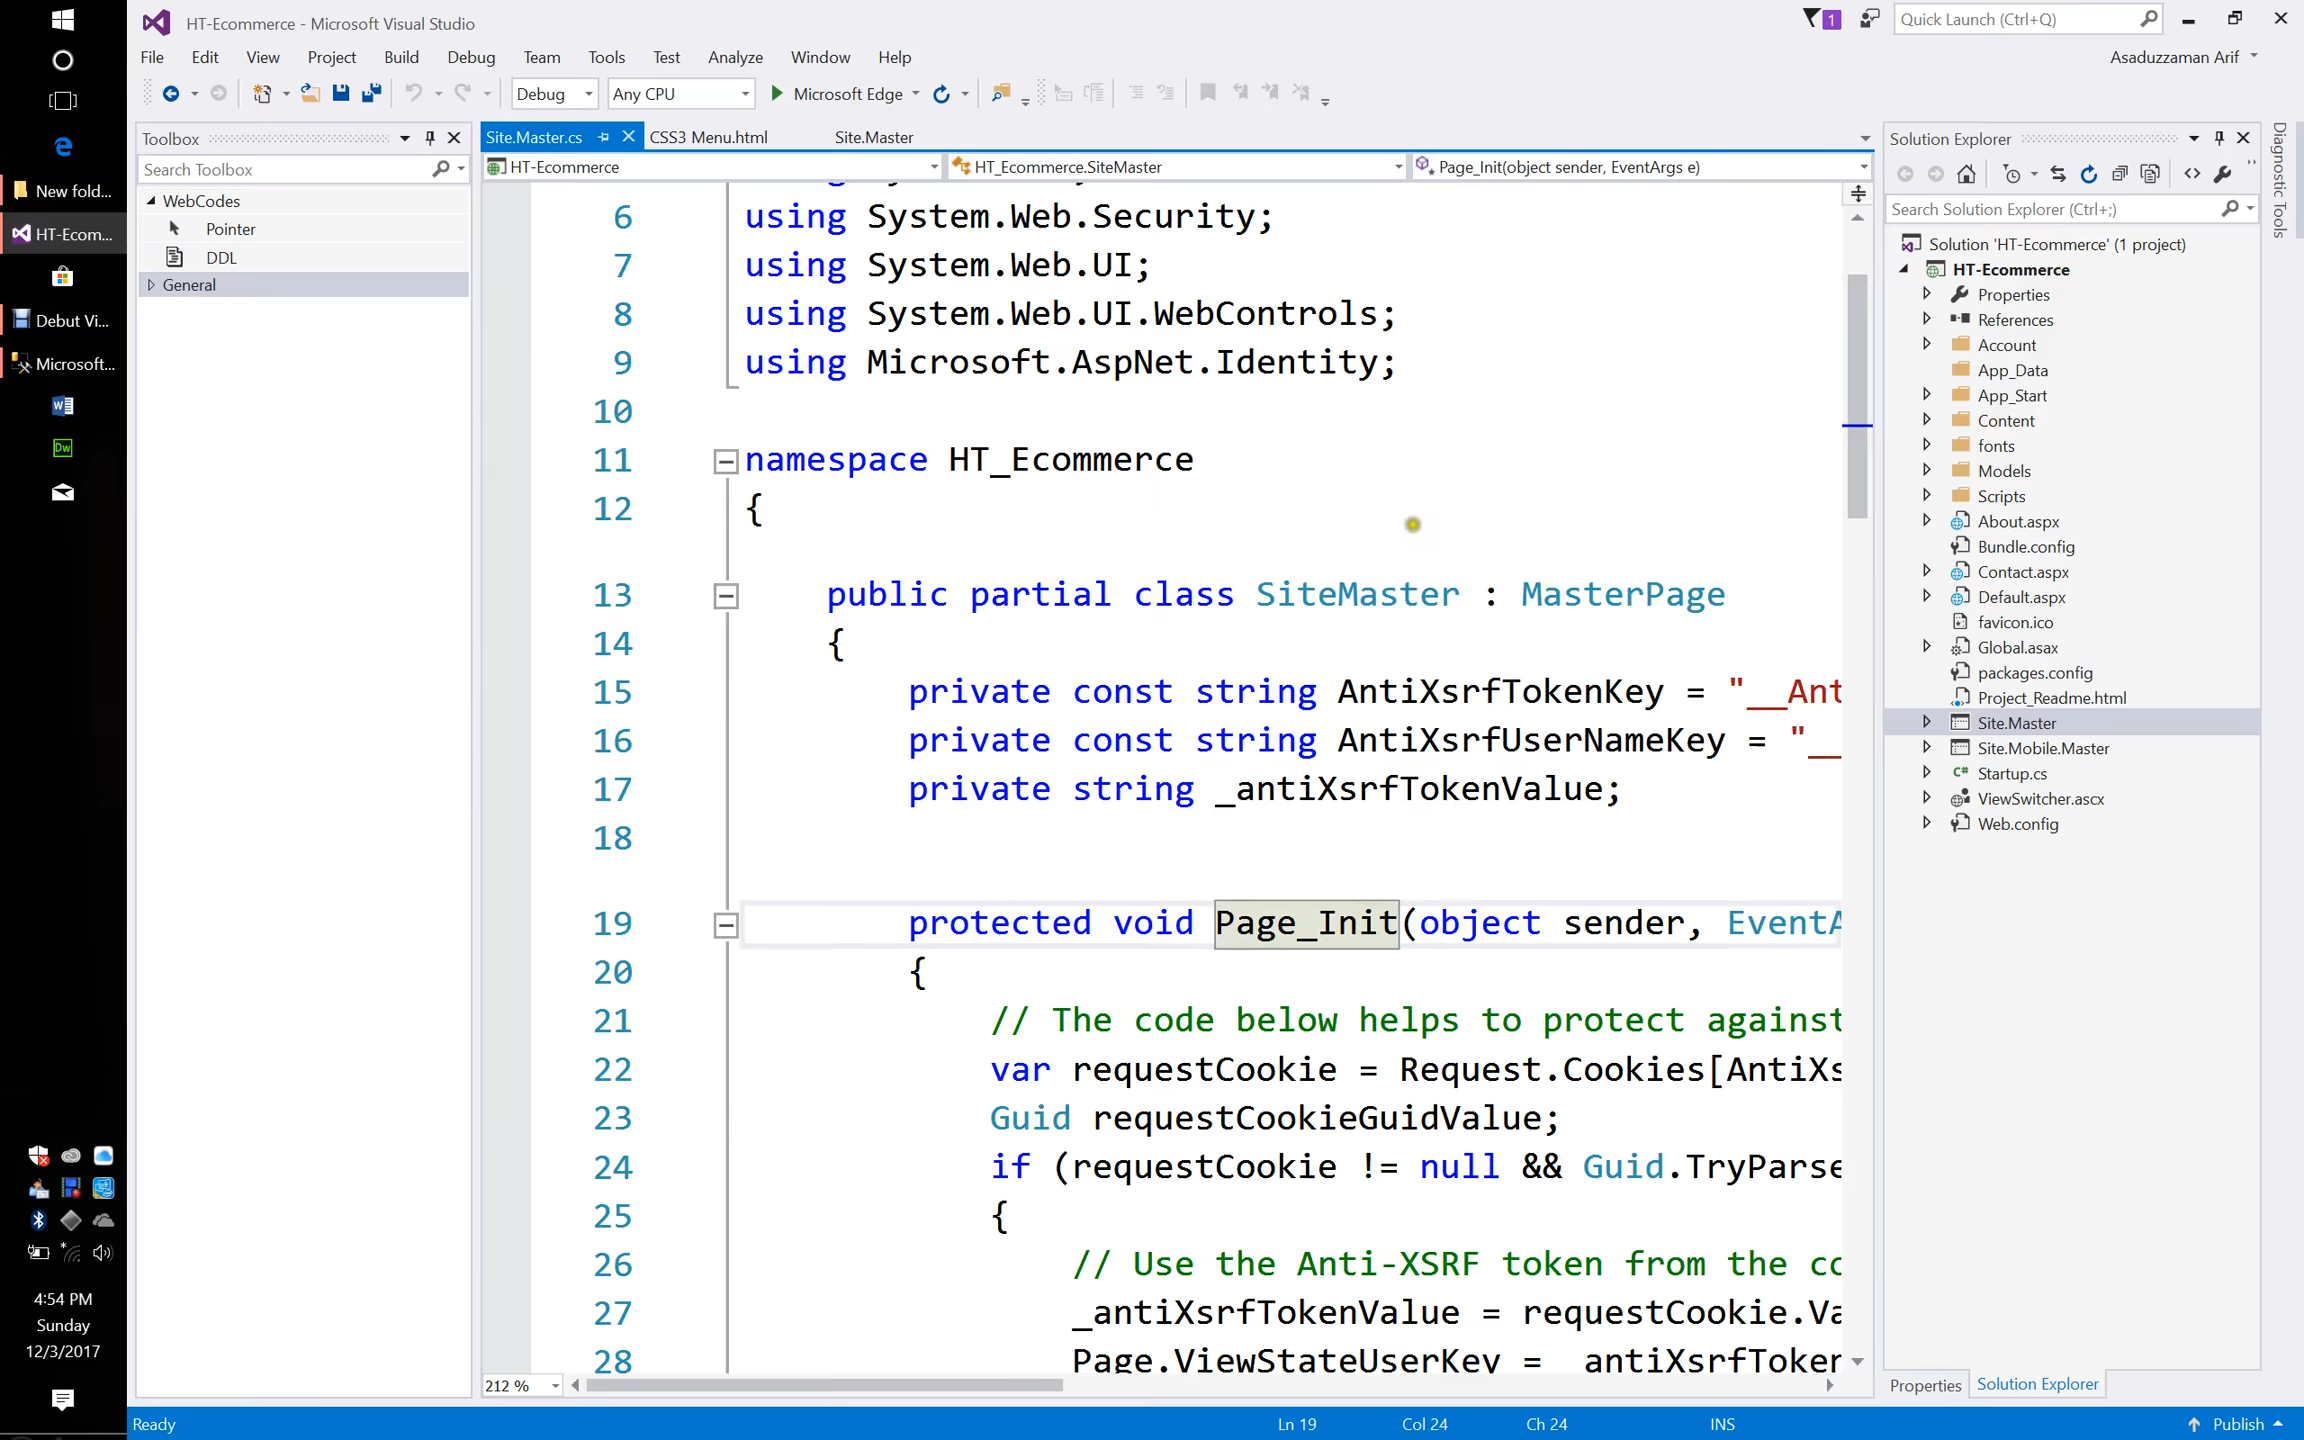 HT-Ecommerce - Microsoft Visual Studio
1
Quick Launch (Ctrl+Q)
File Edit View Project Build Debug Team Tools Test Analyze Window Help
Asaduzzaman Arif
Debug Any CPU Microsoft Edge
New fold...
HT-Ecom...
Debut Vi...
Microsoft...
Dw
4:54 PM
Sunday
12/3/2017
Toolbox
Search Toolbox
WebCodes
Pointer
DDL
General
Site.Master.cs CSS3 Menu.html Site.Master
HT-Ecommerce HT_Ecommerce.SiteMaster Page_Init(object sender, EventArgs e)
6 using System.Web.Security;
7 using System.Web.UI;
8 using System.Web.UI.WebControls;
9 using Microsoft.AspNet.Identity;
10
11 namespace HT_Ecommerce
12 {
13 public partial class SiteMaster : MasterPage
14 {
15 private const string AntiXsrfTokenKey = "__Ant
16 private const string AntiXsrfUserNameKey = "__
17 private string _antiXsrfTokenValue;
18
19 protected void Page_Init(object sender, EventA
20 {
21 // The code below helps to protect against
22 var requestCookie = Request.Cookies[AntiXs
23 Guid requestCookieGuidValue;
24 if (requestCookie != null && Guid.TryParse
25 {
26 // Use the Anti-XSRF token from the co
27 _antiXsrfTokenValue = requestCookie.Va
28 Page.ViewStateUserKey = _antiXsrfToken
212 %
Solution Explorer
Search Solution Explorer (Ctrl+;)
Solution 'HT-Ecommerce' (1 project)
HT-Ecommerce
Properties
References
Account
App_Data
App_Start
Content
fonts
Models
Scripts
About.aspx
Bundle.config
Contact.aspx
Default.aspx
favicon.ico
Global.asax
packages.config
Project_Readme.html
Site.Master
Site.Mobile.Master
C# Startup.cs
ViewSwitcher.ascx
Web.config
Properties Solution Explorer
Diagnostic Tools
Ready Ln 19 Col 24 Ch 24 INS Publish